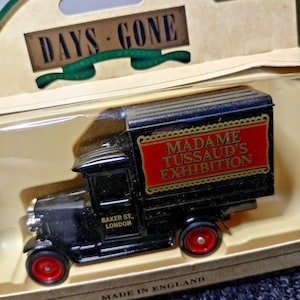 DAYS·GONE
MADAME
TUSSAUD'S
EXHIBITION
BAKER ST.
LONDON
MADE IN ENGLAND